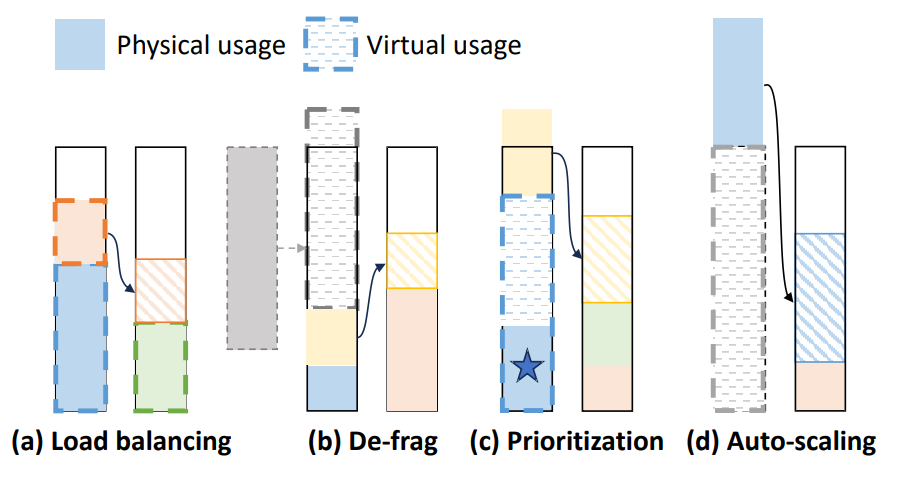 Physical usage
Virtual usage
(a) Load balancing
(b) De-frag
(c) Prioritization
(d) Auto-scaling